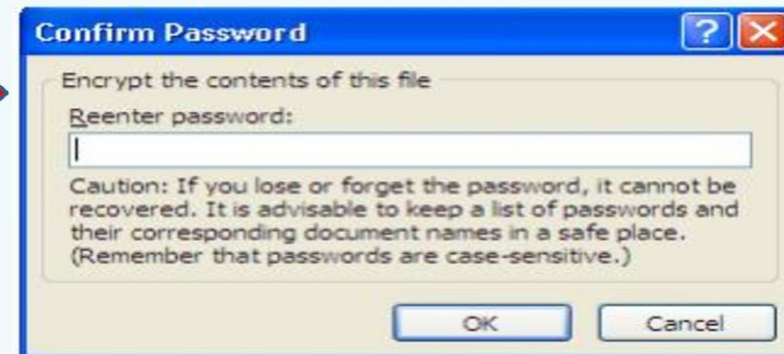 Confirm Password
?
Encrypt the contents of this file
Reenter password:
Caution: If you lose or forget the password, it cannot be
recovered. It is advisable to keep a list of passwords and
their corresponding document names in a safe place.
(Remember that passwords are case-sensitive.)
OK Cancel